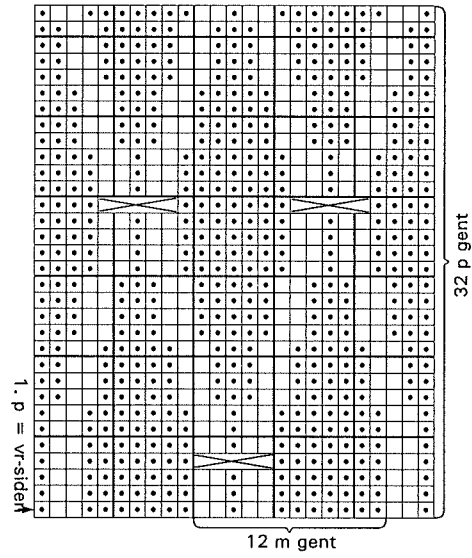 32 p gent
1. p = vr-siden
12 m gent